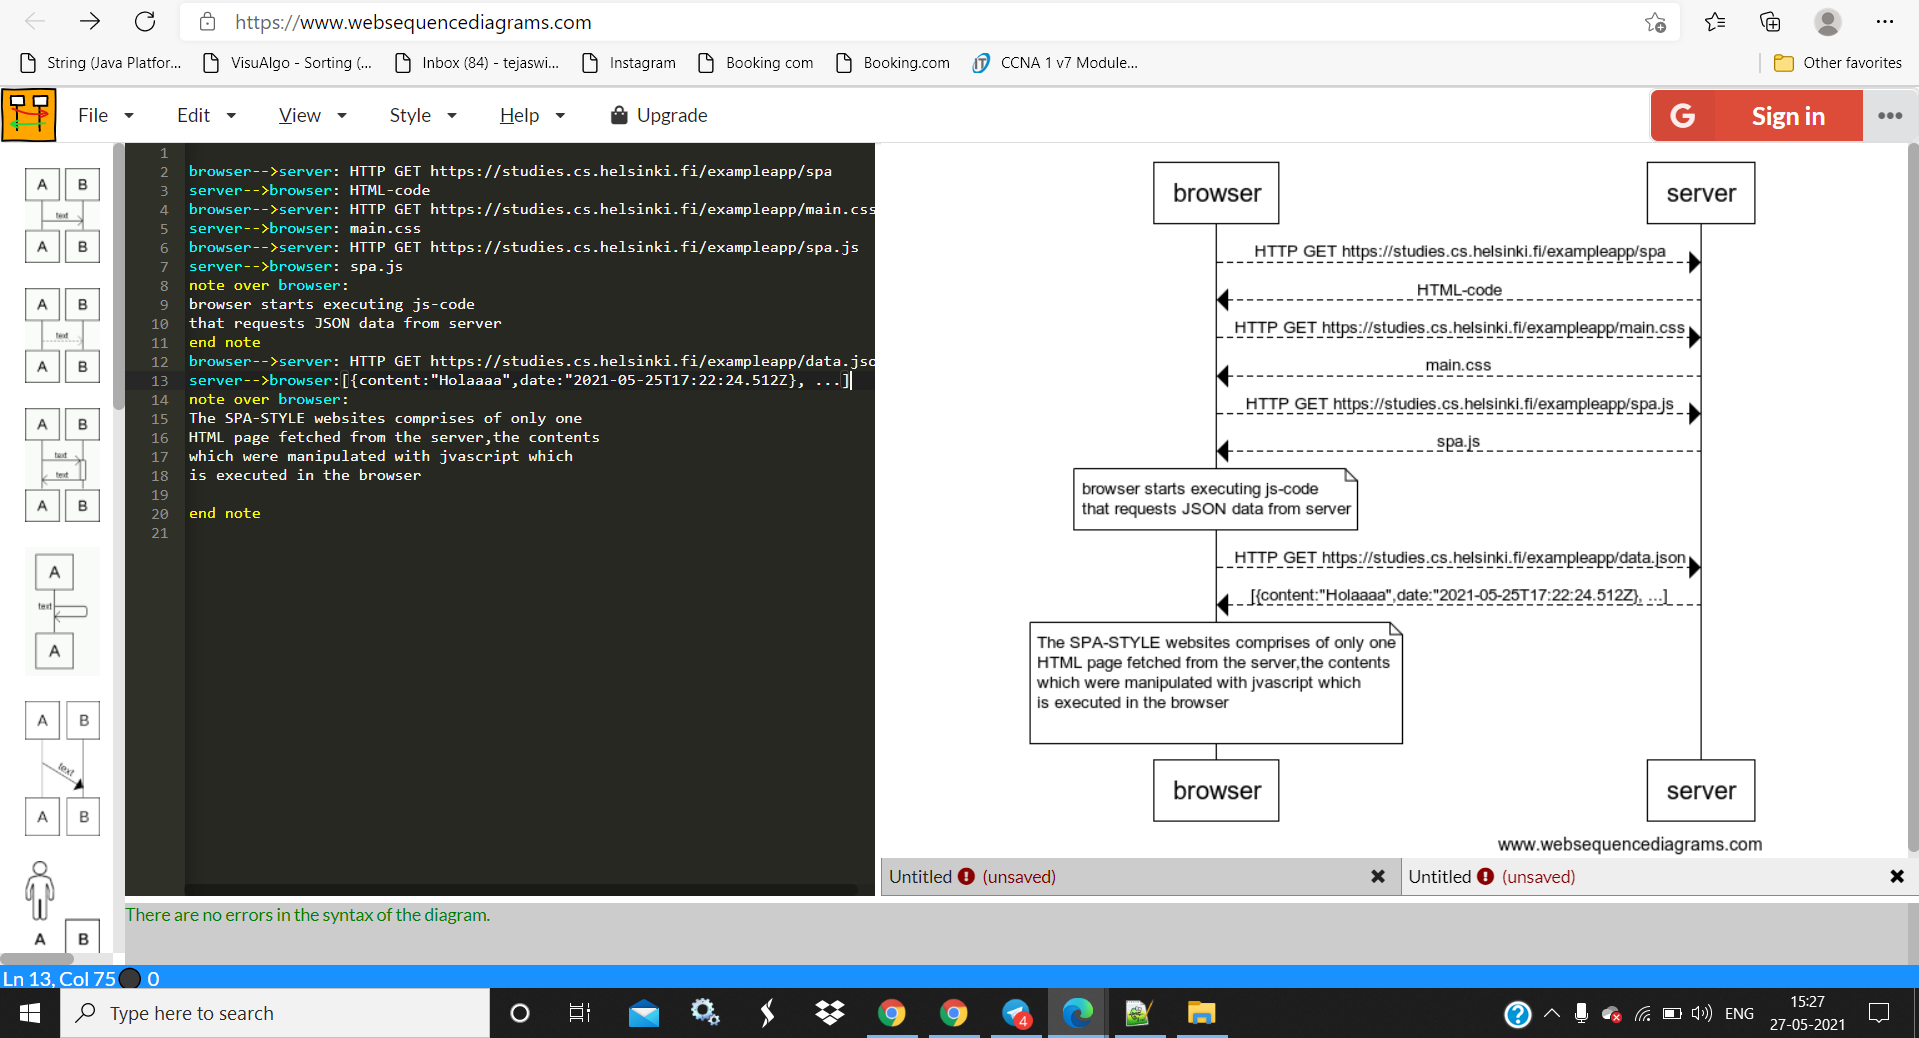 https://www.websequencediagrams.com
String (Java Platfor...
VisuAlgo - Sorting (...
Inbox (84) - tejaswi...
Instagram
Booking com
Booking.com
CCNA 1 v7 Module...
Other favorites
File
Edit
View
Style
Help
Upgrade
G Sign in
A B
text
A B
A B
text
A B
A B
text
text
A B
A
text
A
A B
text
A B
A B
1
2 browser-->server: HTTP GET https://studies.cs.helsinki.fi/exampleapp/spa
3 server-->browser: HTML-code
4 browser-->server: HTTP GET https://studies.cs.helsinki.fi/exampleapp/main.css
5 server-->browser: main.css
6 browser-->server: HTTP GET https://studies.cs.helsinki.fi/exampleapp/spa.js
7 server-->browser: spa.js
8 note over browser:
9 browser starts executing js-code
10 that requests JSON data from server
11 end note
12 browser-->server: HTTP GET https://studies.cs.helsinki.fi/exampleapp/data.jso
13 server-->browser:[{content:"Holaaaa",date:"2021-05-25T17:22:24.512Z}, ...]
14 note over browser:
15 The SPA-STYLE websites comprises of only one
16 HTML page fetched from the server,the contents
17 which were manipulated with jvascript which
18 is executed in the browser
19
20 end note
21
browser
server
HTTP GET https://studies.cs.helsinki.fi/exampleapp/spa
HTML-code
HTTP GET https://studies.cs.helsinki.fi/exampleapp/main.css
main.css
HTTP GET https://studies.cs.helsinki.fi/exampleapp/spa.js
spa.js
browser starts executing js-code
that requests JSON data from server
HTTP GET https://studies.cs.helsinki.fi/exampleapp/data.json
[{content:"Holaaaa",date:"2021-05-25T17:22:24.512Z}, ...]
The SPA-STYLE websites comprises of only one
HTML page fetched from the server,the contents
which were manipulated with jvascript which
is executed in the browser
browser
server
www.websequencediagrams.com
Untitled (unsaved)
Untitled (unsaved)
There are no errors in the syntax of the diagram.
Ln 13, Col 75 0
Type here to search
4
ENG
15:27
27-05-2021